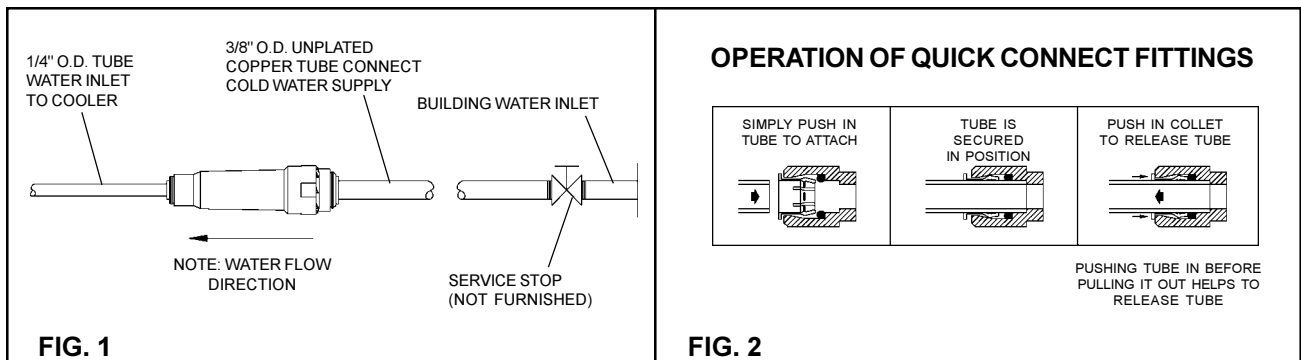 1/4" O.D. TUBE
WATER INLET
TO COOLER
3/8" O.D. UNPLATED
COPPER TUBE CONNECT
COLD WATER SUPPLY
BUILDING WATER INLET
NOTE: WATER FLOW
DIRECTION
SERVICE STOP
(NOT FURNISHED)
FIG. 1
OPERATION OF QUICK CONNECT FITTINGS
SIMPLY PUSH IN
TUBE TO ATTACH
TUBE IS
SECURED
IN POSITION
PUSH IN COLLET
TO RELEASE TUBE
PUSHING TUBE IN BEFORE
PULLING IT OUT HELPS TO
RELEASE TUBE
FIG. 2